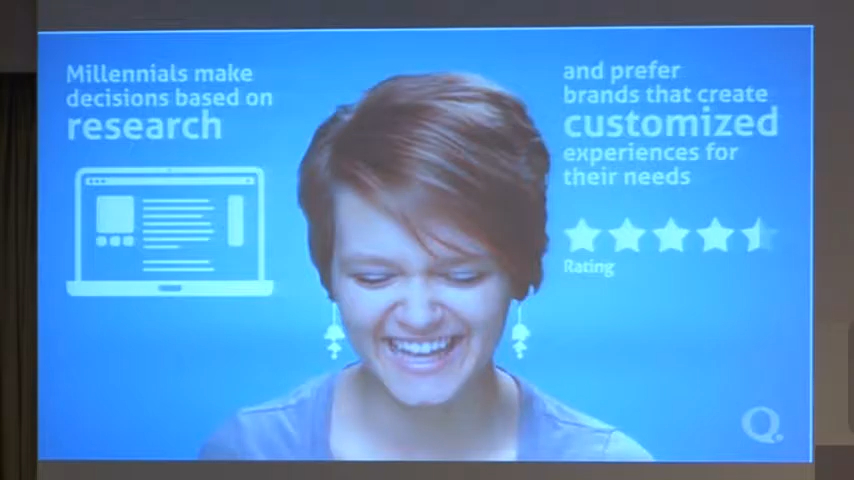 Millennials make
decisions based on
research
and prefer
brands that create
customized
experiences for
their needs
Rating
Q.